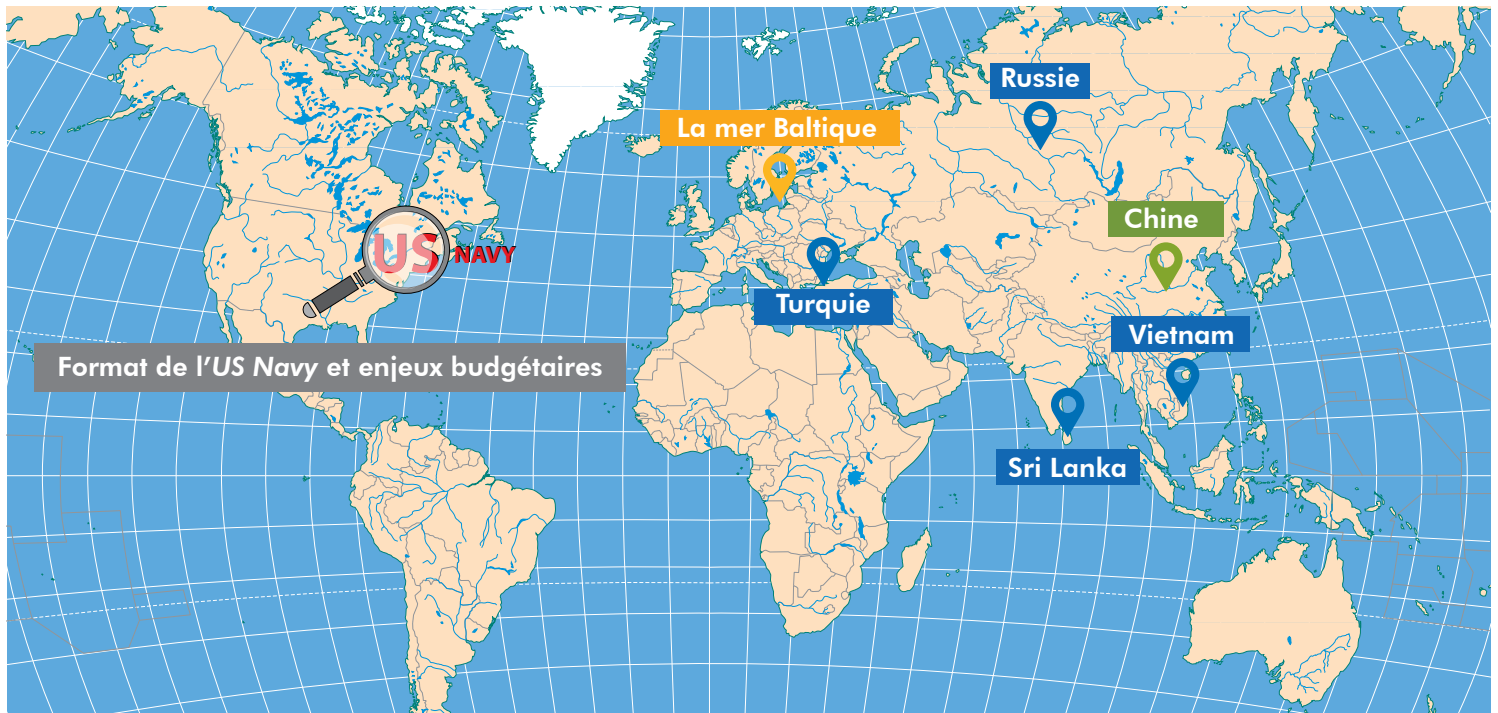 Russie
La mer Baltique
Chine
US NAVY
Turquie
Vietnam
Format de l'US Navy et enjeux budgétaires
Sri Lanka